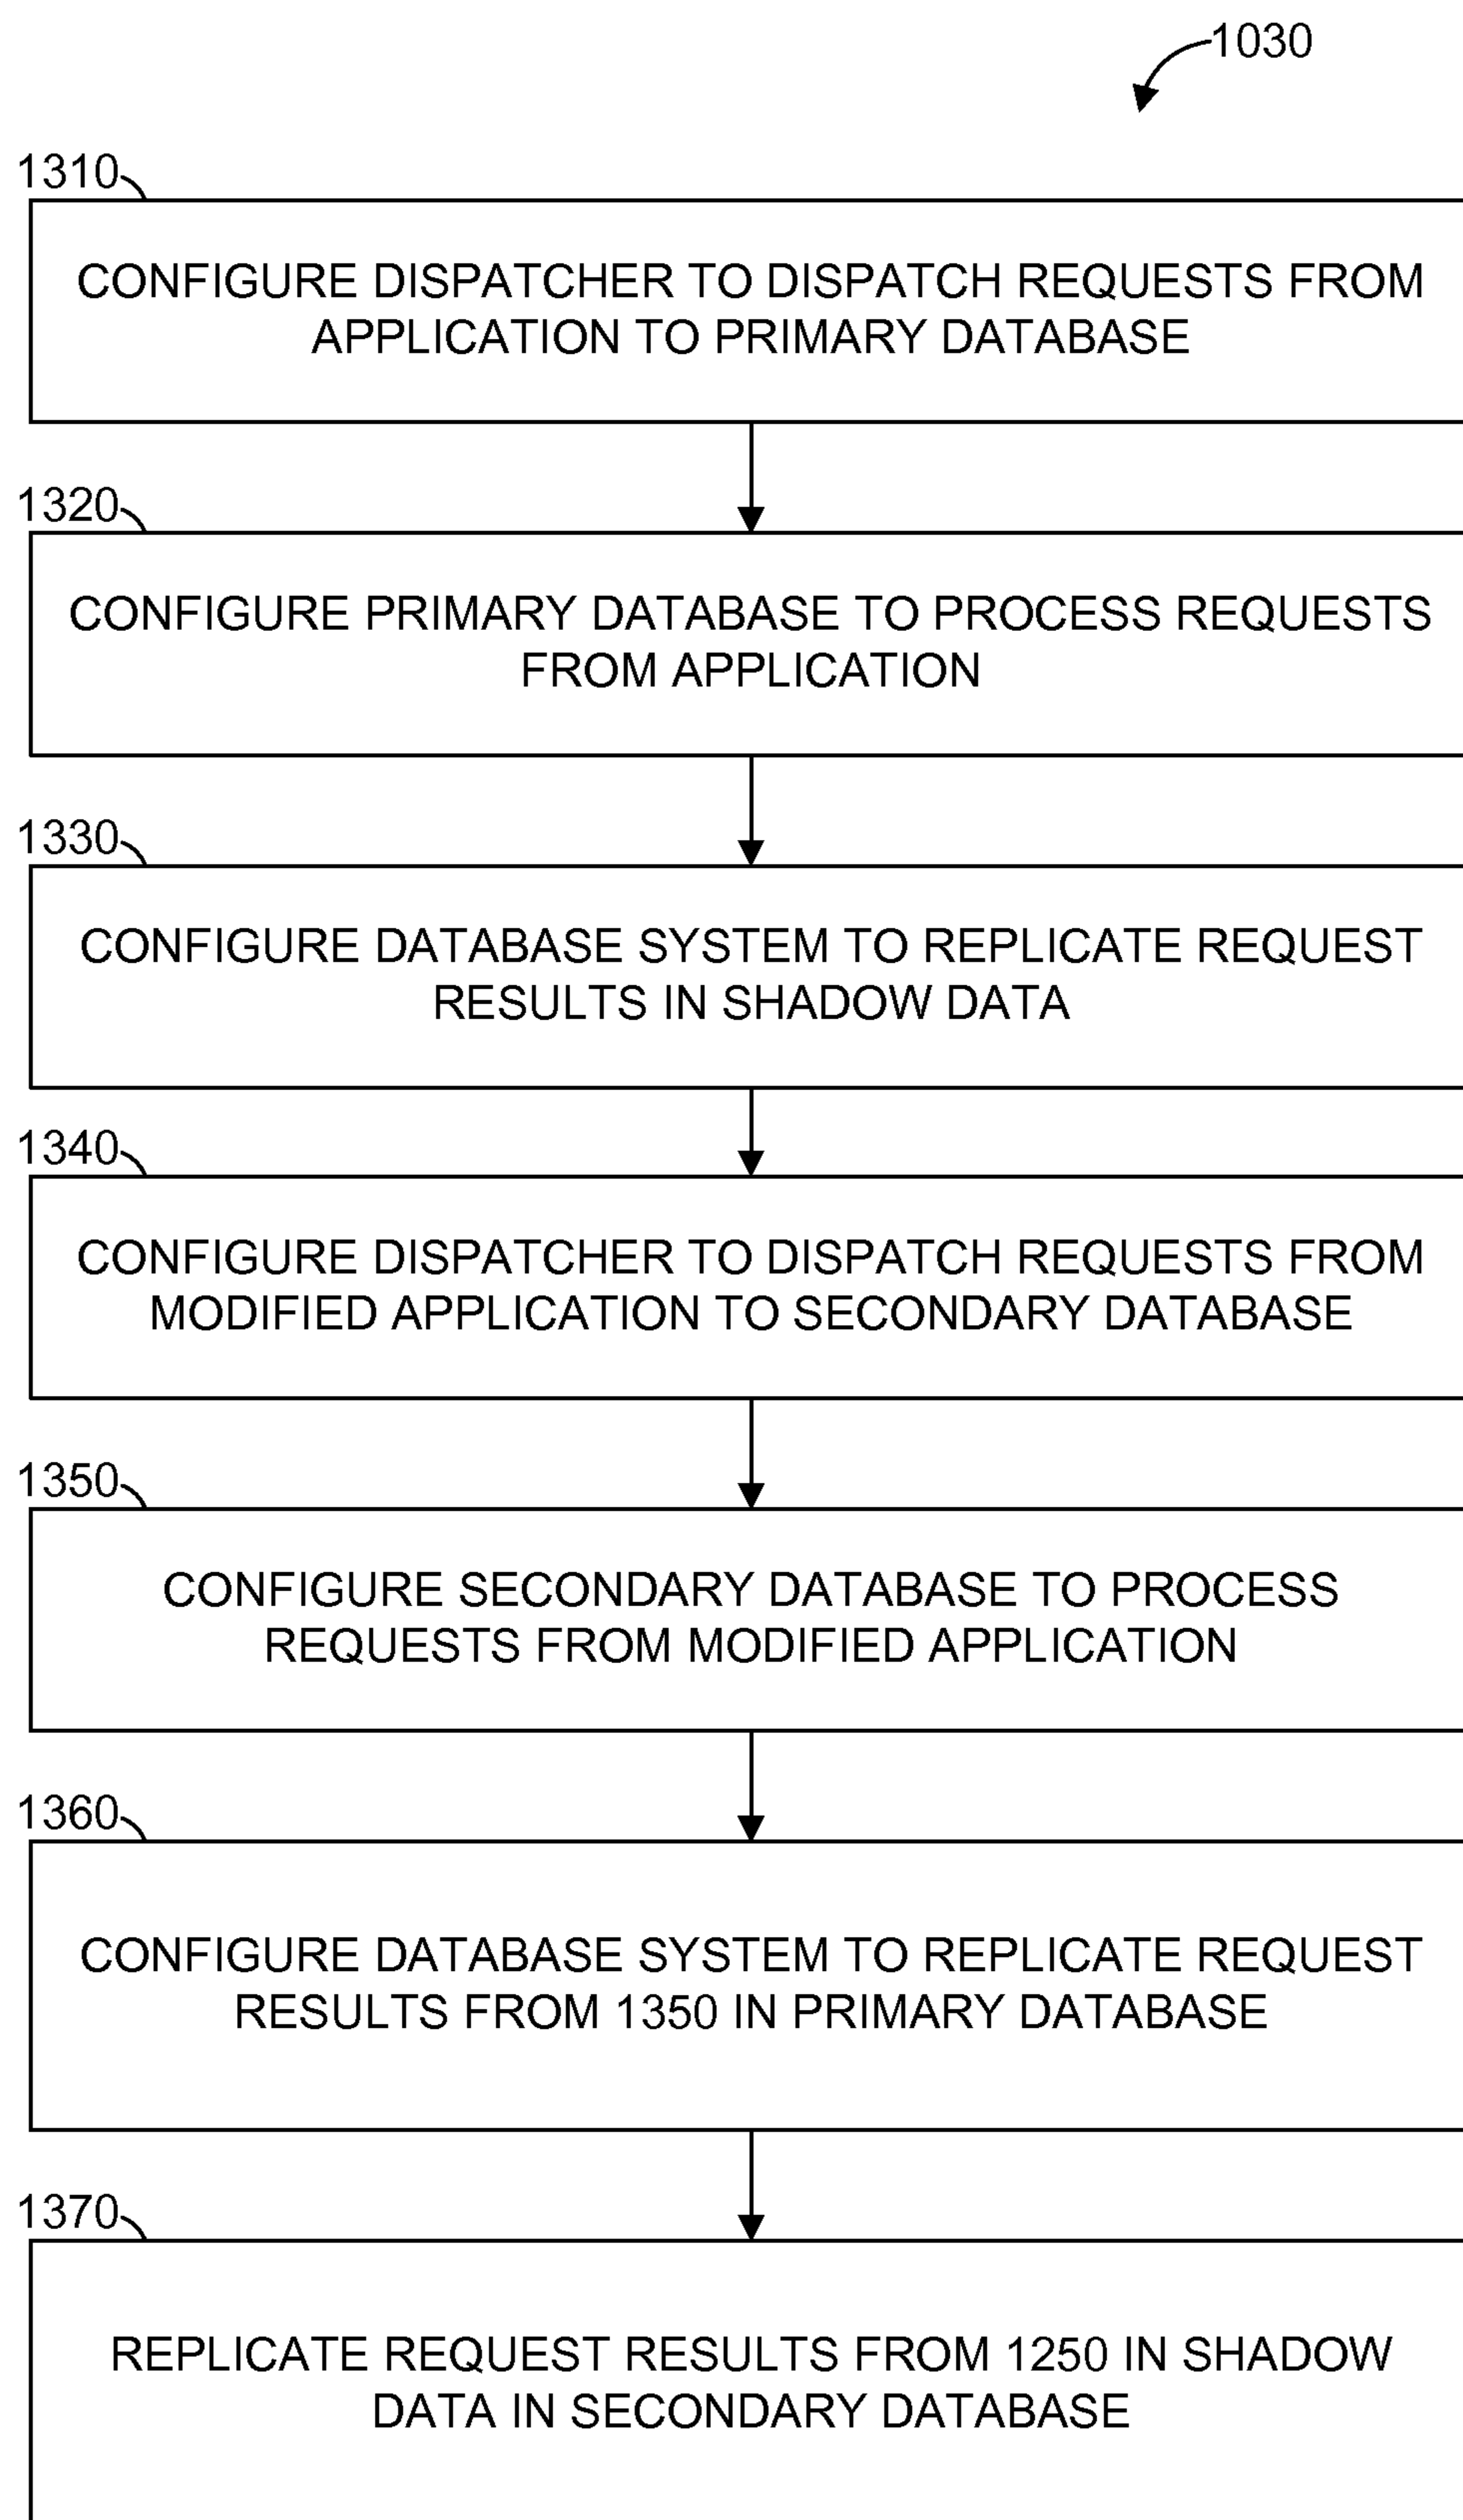 1030
1310
CONFIGURE DISPATCHER TO DISPATCH REQUESTS FROM
APPLICATION TO PRIMARY DATABASE
1320
CONFIGURE PRIMARY DATABASE TO PROCESS REQUESTS
FROM APPLICATION
1330
CONFIGURE DATABASE SYSTEM TO REPLICATE REQUEST
RESULTS IN SHADOW DATA
1340
CONFIGURE DISPATCHER TO DISPATCH REQUESTS FROM
MODIFIED APPLICATION TO SECONDARY DATABASE
1350
CONFIGURE SECONDARY DATABASE TO PROCESS
REQUESTS FROM MODIFIED APPLICATION
1360
CONFIGURE DATABASE SYSTEM TO REPLICATE REQUEST
RESULTS FROM 1350 IN PRIMARY DATABASE
1370
REPLICATE REQUEST RESULTS FROM 1250 IN SHADOW
DATA IN SECONDARY DATABASE